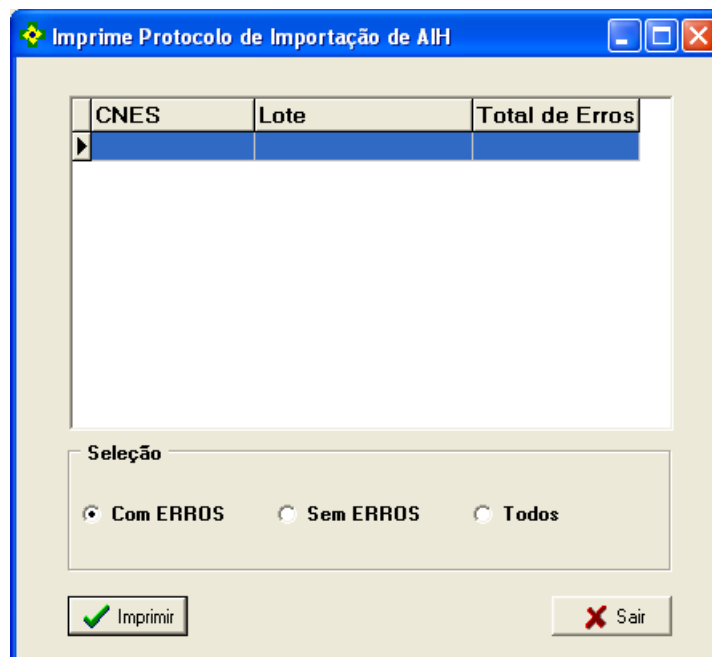 Imprime Protocolo de Importação de AIH
CNES Lote Total de Erros
Seleção
Com ERROS Sem ERROS Todos
Imprimir Sair